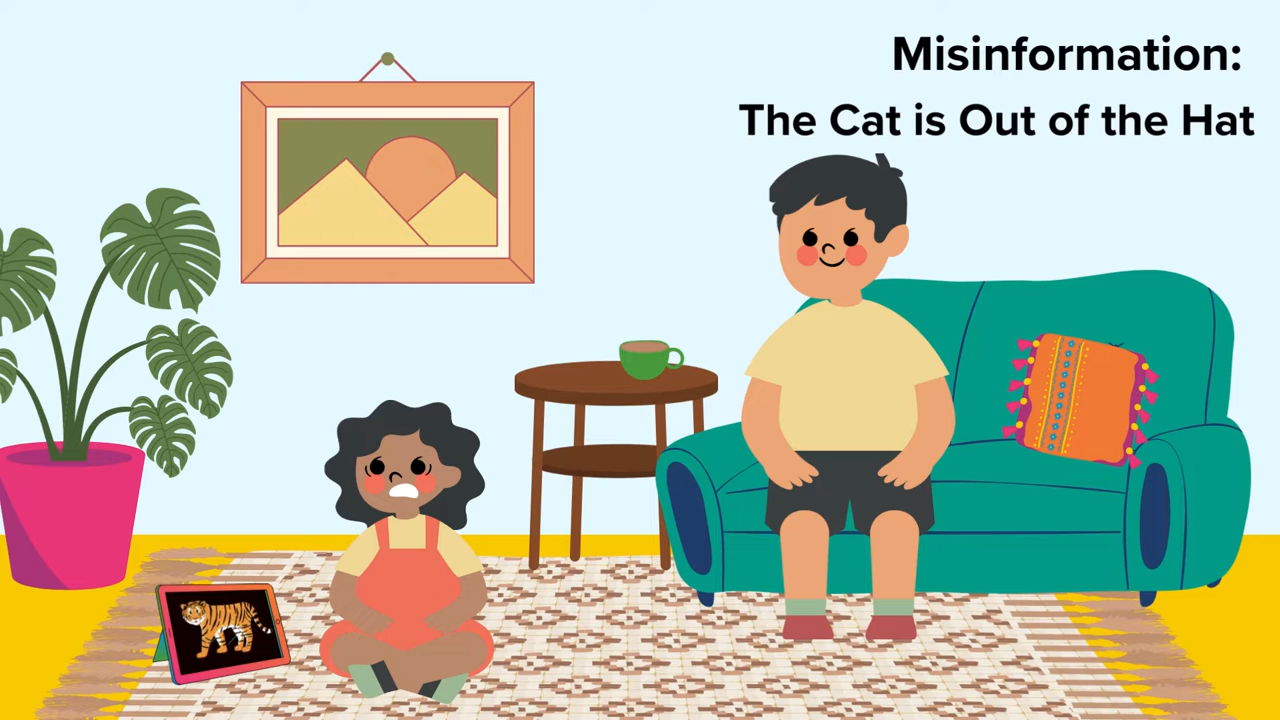 Misinformation:
The Cat is Out of the Hat